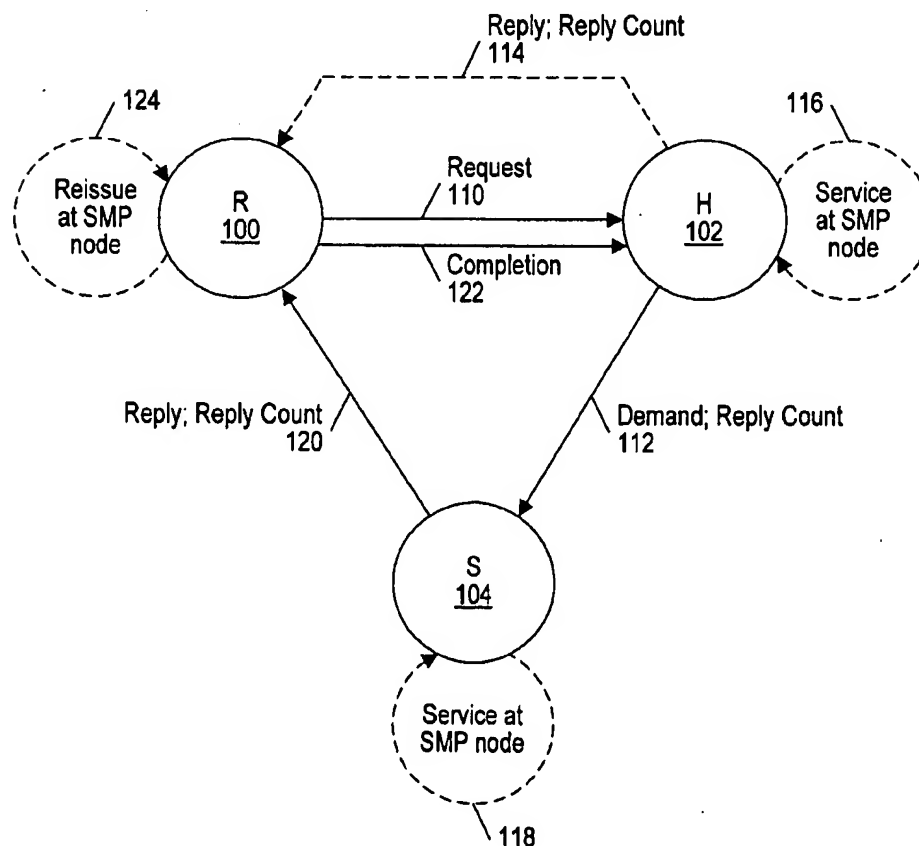 Reply; Reply Count
114
124
116
Reissue
at SMP
node
R
100
Request
110
Completion
122
H
102
Service
at SMP
node
Reply; Reply Count
120
Demand; Reply Count
112
S
104
Service at
SMP node
118